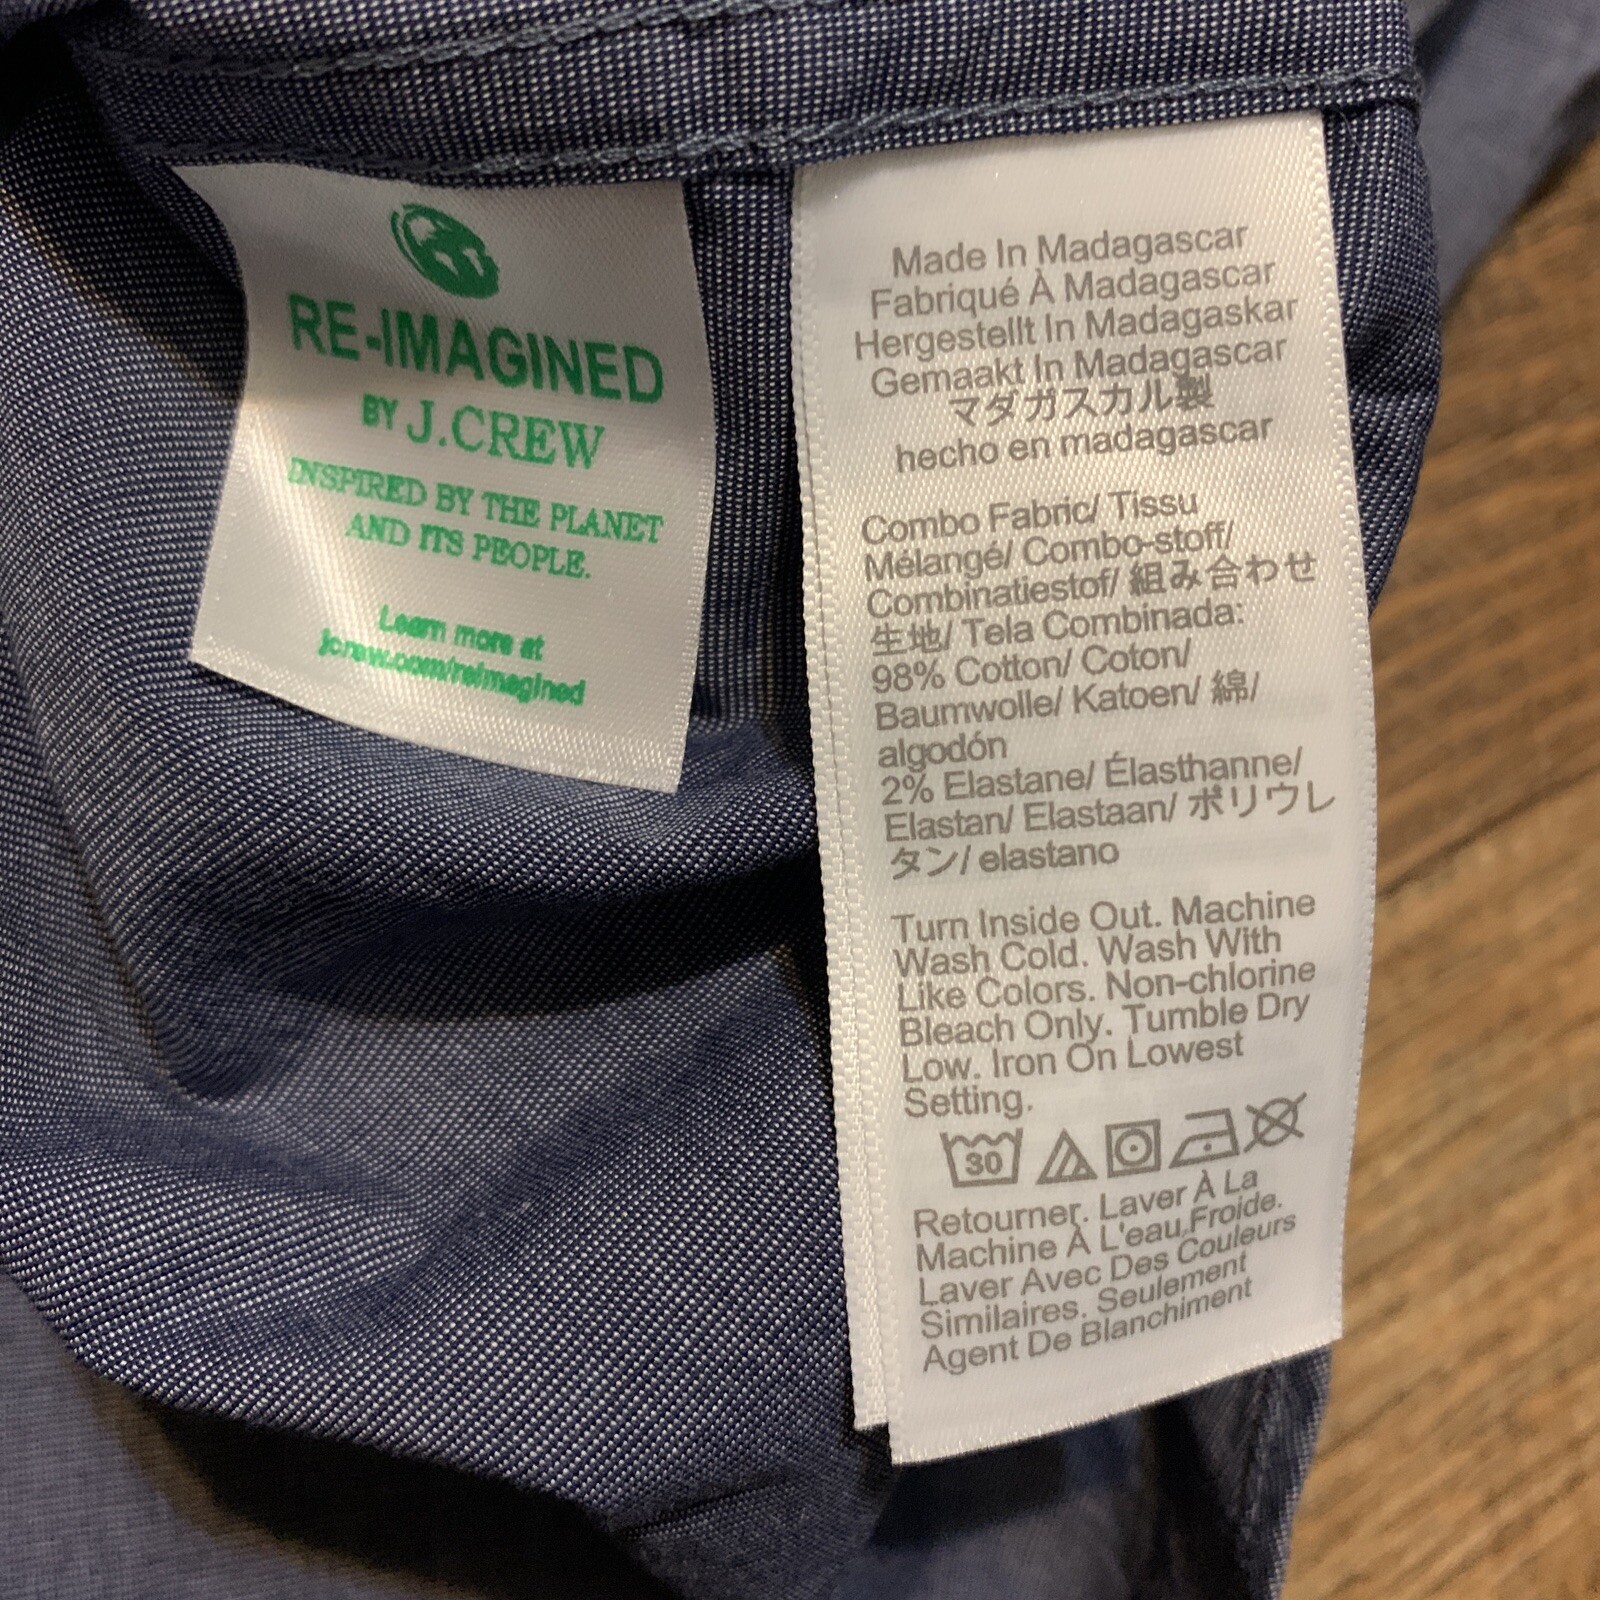 RE-IMAGINED
BY J.CREW
INSPIRED BY THE PLANET
AND ITS PEOPLE.
Learn more at
jcrew.com/reimagined
Made In Madagascar
Fabriqué À Madagascar
Hergestellt In Madagaskar
Gemaakt In Madagascar
マダガスカル製
hecho en madagascar
Combo Fabric/ Tissu
Mélangé/ Combo-stoff/
Combinatiestof/ 組み合わせ
生地/ Tela Combinada:
98% Cotton/ Coton/
Baumwolle/ Katoen/ 綿/
algodón
2% Elastane/ Élasthanne/
Elastan/ Elastaan/ ポリウレ
タン/ elastano
Turn Inside Out. Machine
Wash Cold. Wash With
Like Colors. Non-chlorine
Bleach Only. Tumble Dry
Low. Iron On Lowest
Setting.
30
Retourner. Laver À La
Machine À L'eau Froide.
Laver Avec Des Couleurs
Similaires. Seulement
Agent De Blanchiment